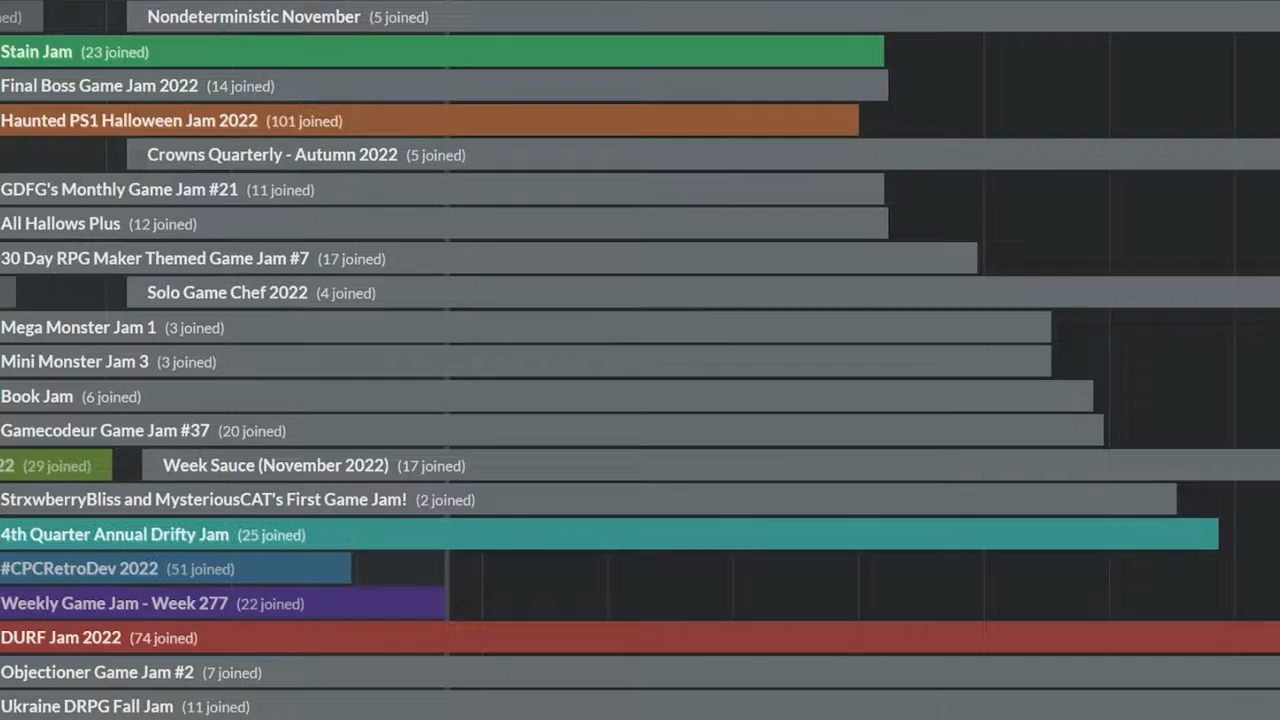 ed) Nondeterministic November (5 joined)
Stain Jam (23 joined)
Final Boss Game Jam 2022 (14 joined)
Haunted PS1 Halloween Jam 2022 (101 joined)
Crowns Quarterly - Autumn 2022 (5 joined)
GDFG's Monthly Game Jam #21 (11 joined)
All Hallows Plus (12 joined)
30 Day RPG Maker Themed Game Jam #7 (17 joined)
Solo Game Chef 2022 (4 joined)
Mega Monster Jam 1 (3 joined)
Mini Monster Jam 3 (3 joined)
Book Jam (6 joined)
Gamecodeur Game Jam #37 (20 joined)
22 (29 joined) Week Sauce (November 2022) (17 joined)
StrxwberryBliss and MysteriousCAT's First Game Jam! (2 joined)
4th Quarter Annual Drifty Jam (25 joined)
#CPCRetroDev 2022 (51 joined)
Weekly Game Jam - Week 277 (22 joined)
DURF Jam 2022 (74 joined)
Objectioner Game Jam #2 (7 joined)
Ukraine DRPG Fall Jam (11 joined)